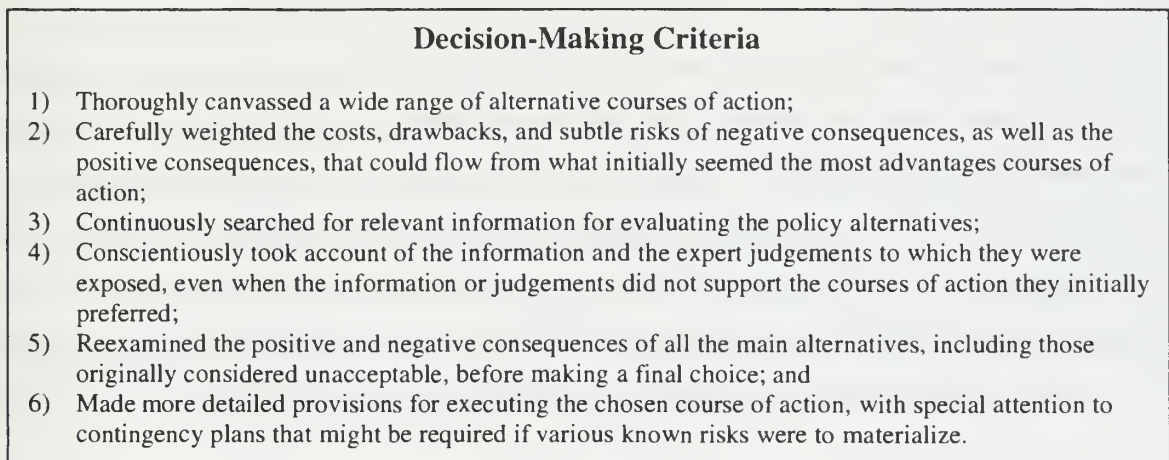 Decision-Making Criteria
1) Thoroughly canvassed a wide range of alternative courses of action;
2) Carefully weighted the costs, drawbacks, and subtle risks of negative consequences, as well as the
positive consequences, that could flow from what initially seemed the most advantages courses of
action;
3) Continuously searched for relevant information for evaluating the policy alternatives;
4) Conscientiously took account of the information and the expert judgements to which they were
exposed, even when the information or judgements did not support the courses of action they initially
preferred;
5) Reexamined the positive and negative consequences of all the main alternatives, including those
originally considered unacceptable, before making a final choice; and
6) Made more detailed provisions for executing the chosen course of action, with special attention to
contingency plans that might be required if various known risks were to materialize.